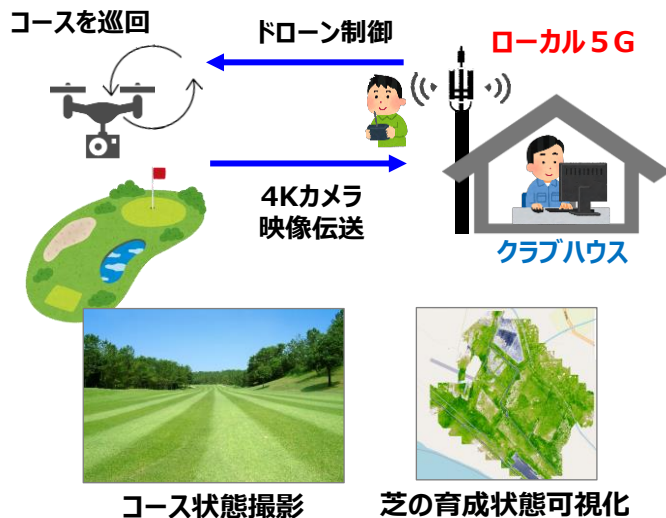 コースを巡回
ドローン制御
ローカル５G
4Kカメラ
映像伝送
クラブハウス
コース状態撮影
芝の育成状態可視化